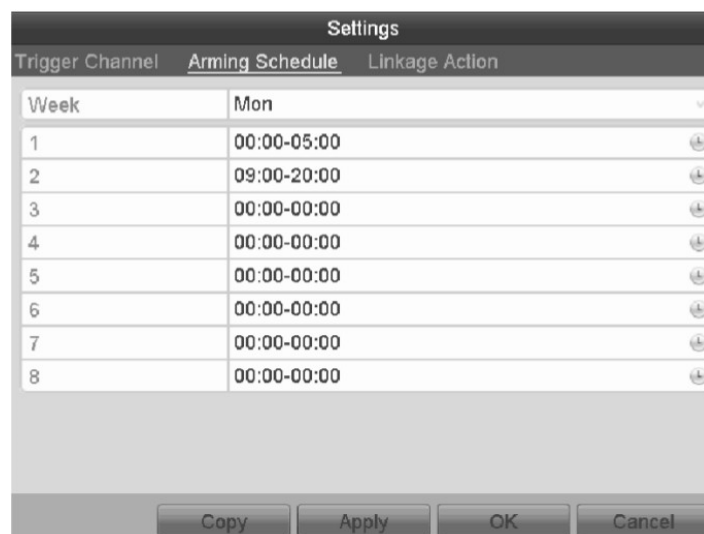 Settings
Trigger Channel Arming Schedule Linkage Action
Week Mon
1 00:00-05:00
2 09:00-20:00
3 00:00-00:00
4 00:00-00:00
5 00:00-00:00
6 00:00-00:00
7 00:00-00:00
8 00:00-00:00
Copy Apply OK Cancel